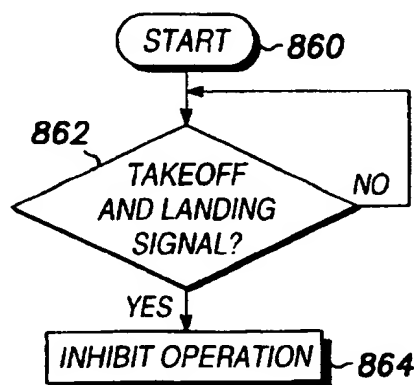 START
860
862
TAKEOFF
AND LANDING
SIGNAL?
NO
YES
INHIBIT OPERATION
864